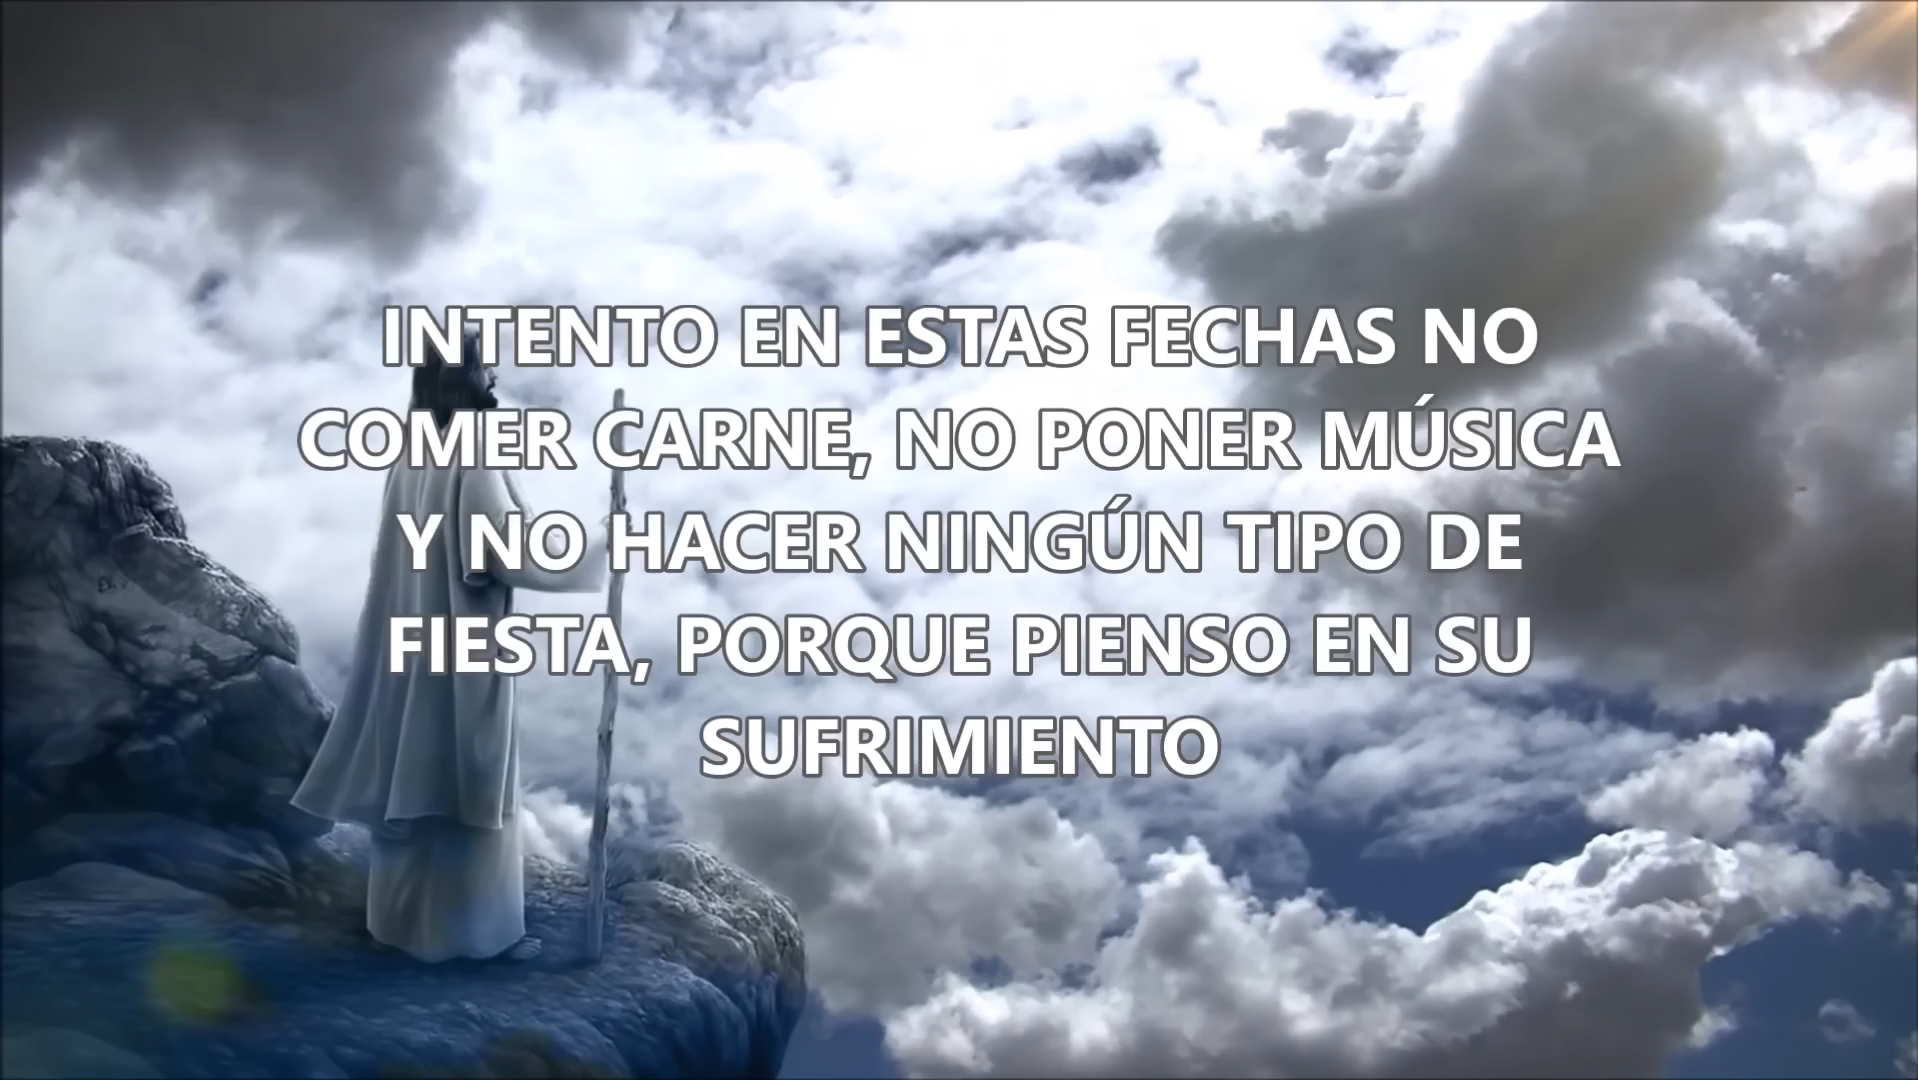 INTENTO EN ESTAS FECHAS NO
COMER CARNE, NO PONER MÚSICA
Y NO HACER NINGÚN TIPO DE
FIESTA, PORQUE PIENSO EN SU
SUFRIMIENTO